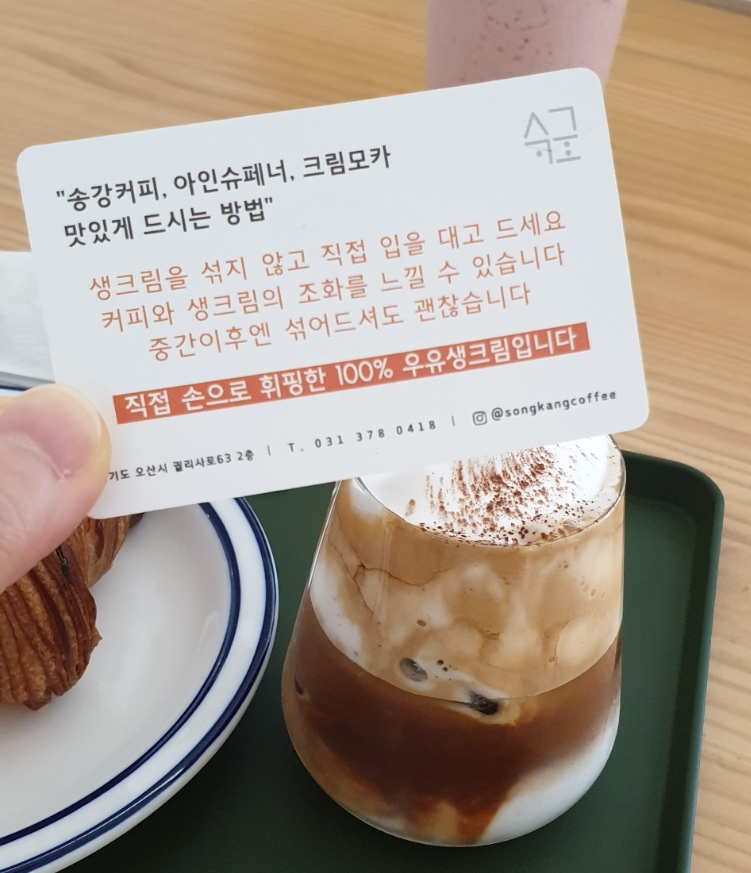 "송강커피, 아인슈페너, 크림모카
맛있게 드시는 방법"
생크림을 섞지 않고 직접 입을 대고 드세요
커피와 생크림의 조화를 느낄 수 있습니다
중간이후엔 섞어드셔도 괜찮습니다
직접 손으로 휘핑한 100% 우유생크림입니다
기도 오산시 궐리사로63 2층 | T. 031 378 0418 | @songkangcoffee